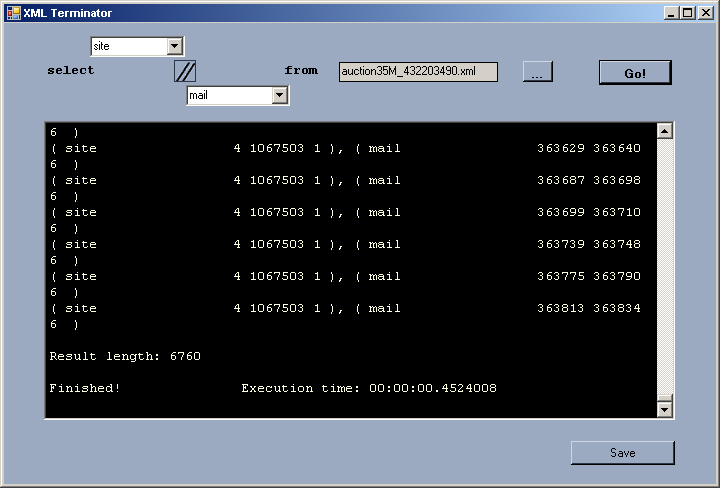 XML Terminator
site
select // from auction35M_432203490.xml ... Go!
mail
6 )
( site 4 1067503 1 ), ( mail 363629 363640
6 )
( site 4 1067503 1 ), ( mail 363687 363698
6 )
( site 4 1067503 1 ), ( mail 363699 363710
6 )
( site 4 1067503 1 ), ( mail 363739 363748
6 )
( site 4 1067503 1 ), ( mail 363775 363790
6 )
( site 4 1067503 1 ), ( mail 363813 363834
6 )
Result length: 6760
Finished! Execution time: 00:00:00.4524008
Save